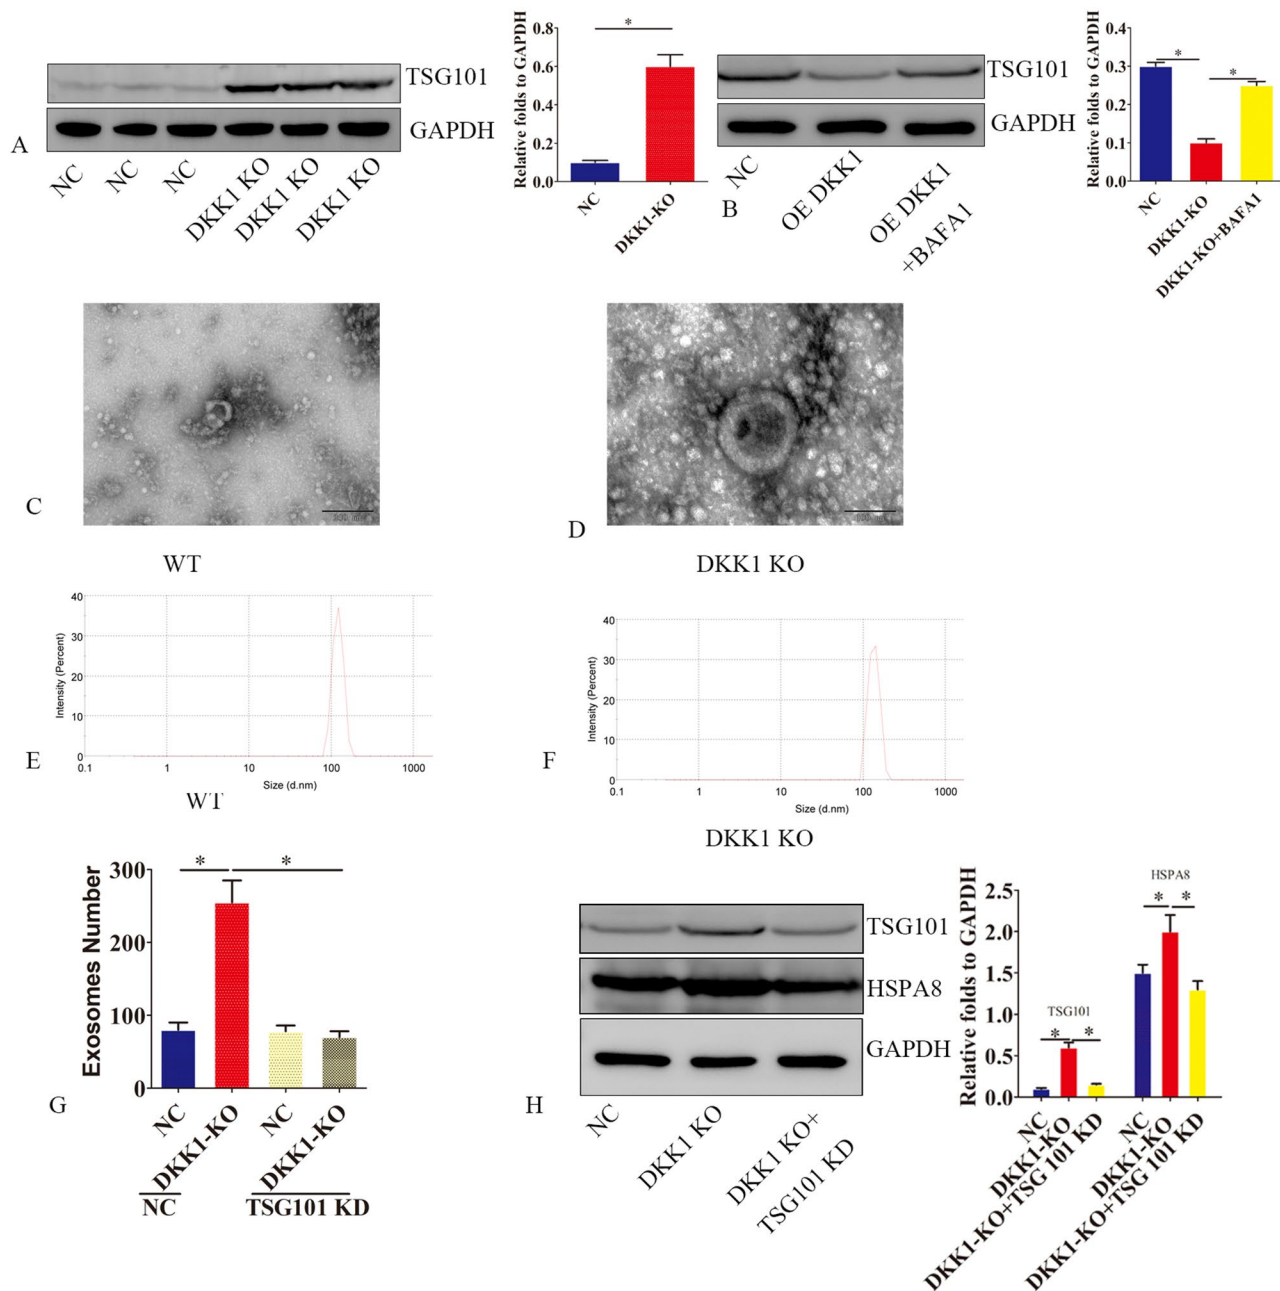 A
TSG101
GAPDH
NC
NC
NC
DKK1 KO
DKK1 KO
DKK1 KO
Relative folds to GAPDH
0.8
0.6
0.4
0.2
0.0
*
NC
DKK1-KO
B
TSG101
GAPDH
NC
OE DKK1
OE DKK1
+BAFA1
Relative folds to GAPDH
0.4
0.3
0.2
0.1
0.0
*
*
NC
DKK1-KO
DKK1-KO+BAFA1
C
WT
D
DKK1 KO
E
Intensity (Percent)
40
30
20
10
0
0.1
1
10
100
1000
Size (d.nm)
WT
F
Intensity (Percent)
40
30
20
10
0
0.1
1
10
100
1000
Size (d.nm)
DKK1 KO
G
Exosomes Number
300
200
100
0
*
*
NC
DKK1-KO
NC
DKK1-KO
NC
TSG101 KD
H
TSG101
HSPA8
GAPDH
NC
DKK1 KO
DKK1 KO+
TSG101 KD
Relative folds to GAPDH
2.5
2.0
1.5
1.0
0.5
0.0
TSG101
*
*
HSPA8
*
*
NC
DKK1-KO
DKK1-KO+TSG 101 KD
NC
DKK1-KO
DKK1-KO+TSG 101 KD